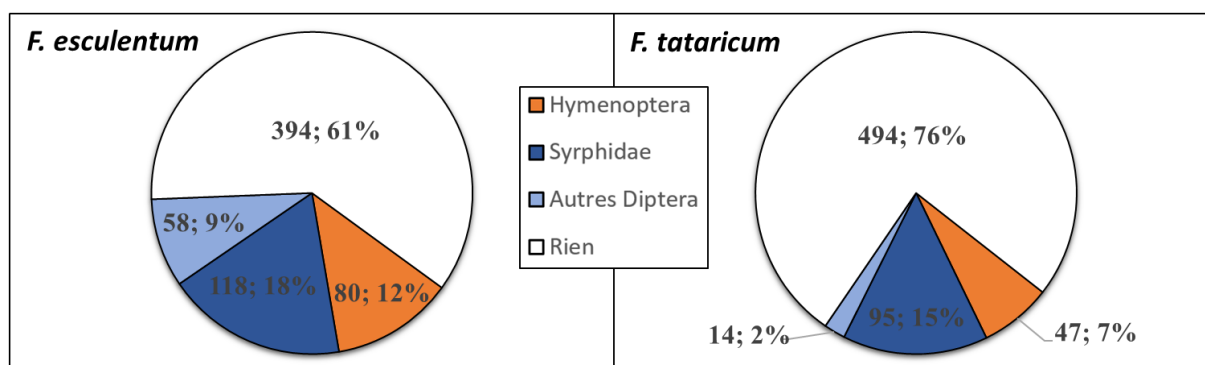 F. esculentum
394; 61%
58; 9%
118; 18%
80; 12%
Hymenoptera
Syrphidae
Autres Diptera
Rien
F. tataricum
494; 76%
14; 2%
95; 15%
47; 7%